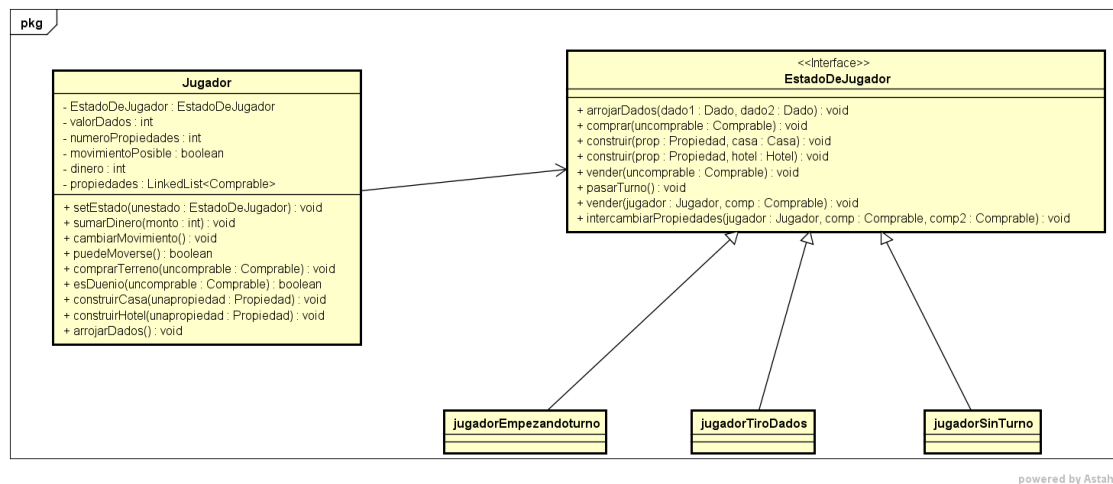 pkg
Jugador
- EstadoDeJugador : EstadoDeJugador
- valorDados : int
- numeroPropiedades : int
- movimientoPosible : boolean
- dinero : int
- propiedades : LinkedList<Comprable>
+ setEstado(unestado : EstadoDeJugador) : void
+ sumarDinero(monto : int) : void
+ cambiarMovimiento() : void
+ puedeMoverse() : boolean
+ comprarTerreno(uncomprable : Comprable) : void
+ esDuenio(uncomprable : Comprable) : boolean
+ construirCasa(unapropiedad : Propiedad) : void
+ construirHotel(unapropiedad : Propiedad) : void
+ arrojarDados() : void
<<Interface>>
EstadoDeJugador
+ arrojarDados(dado1 : Dado, dado2 : Dado) : void
+ comprar(uncomprable : Comprable) : void
+ construir(prop : Propiedad, casa : Casa) : void
+ construir(prop : Propiedad, hotel : Hotel) : void
+ vender(uncomprable : Comprable) : void
+ pasarTurno() : void
+ vender(jugador : Jugador, comp : Comprable) : void
+ intercambiarPropiedades(jugador : Jugador, comp : Comprable, comp2 : Comprable) : void
jugadorEmpezandoturno
jugadorTiroDados
jugadorSinTurno
powered by Astah